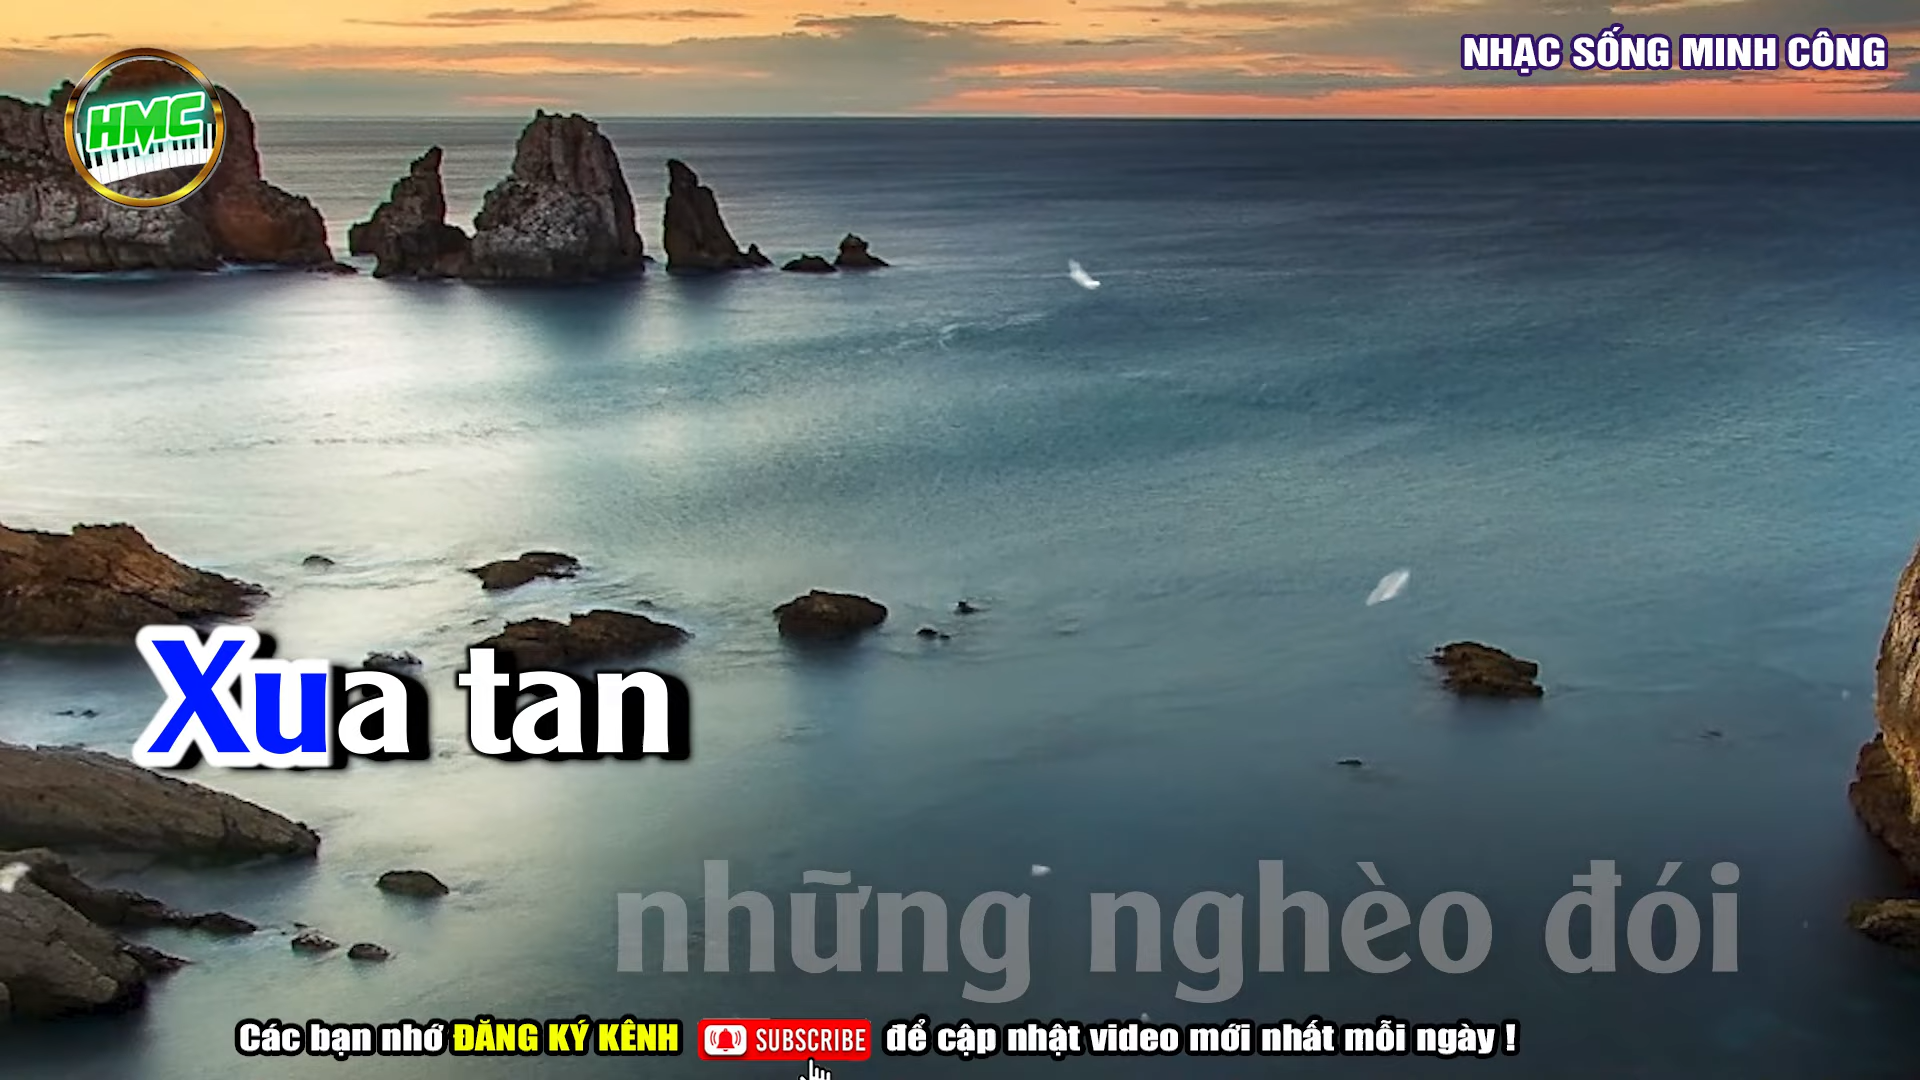 NHẠC SỐNG MINH CÔNG
HMC
Xua tan
những nghèo đói
Các bạn nhớ ĐĂNG KÝ KÊNH SUBSCRIBE để cập nhật video mới nhất mỗi ngày !